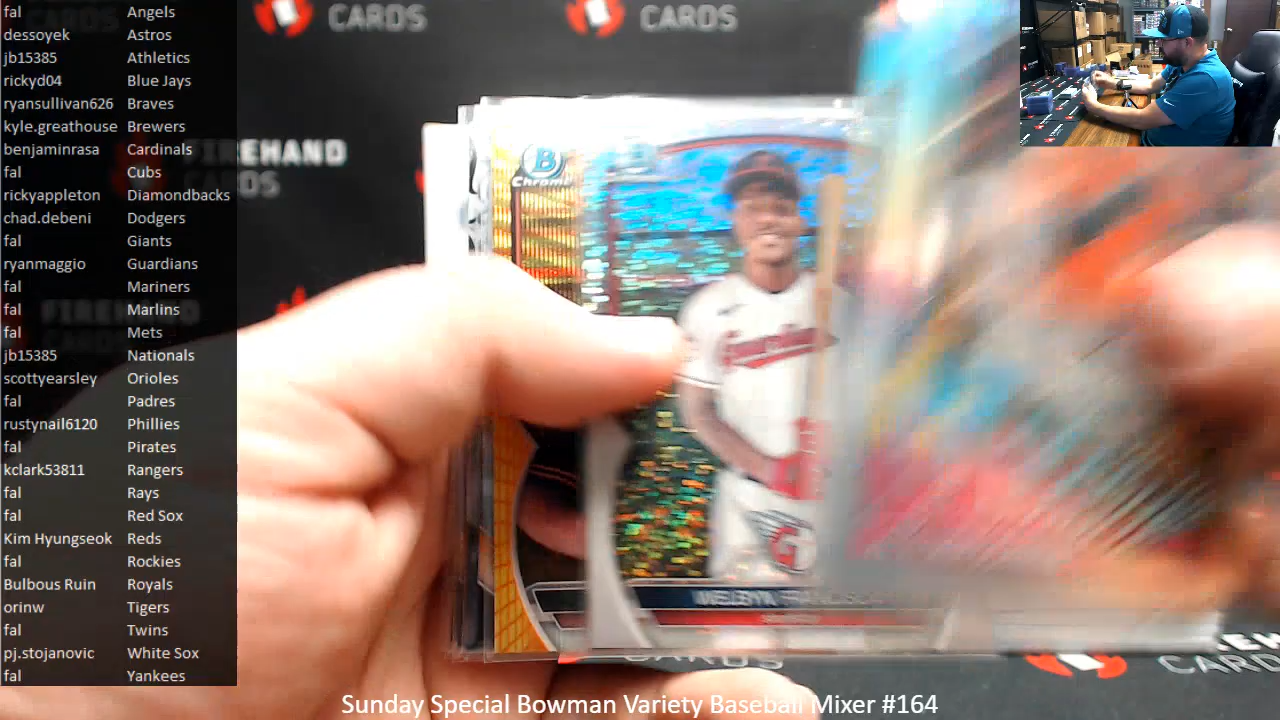 fal Angels
dessoyek Astros
jb15385 Athletics
rickyd04 Blue Jays
ryansullivan626 Braves
kyle.greathouse Brewers
benjaminrasa Cardinals
fal Cubs
rickyappleton Diamondbacks
chad.debeni Dodgers
fal Giants
ryanmaggio Guardians
fal Mariners
fal Marlins
fal Mets
jb15385 Nationals
scottyearsley Orioles
fal Padres
rustynail6120 Phillies
fal Pirates
kclark53811 Rangers
fal Rays
fal Red Sox
Kim Hyungseok Reds
fal Rockies
Bulbous Ruin Royals
orinw Tigers
fal Twins
pj.stojanovic White Sox
fal Yankees
CARDS
CARDS
FIREHAND
CARDS
FIREHAND
B
Chrome
Guardians
G
CARDS
CARDS
Sunday Special Bowman Variety Baseball Mixer #164